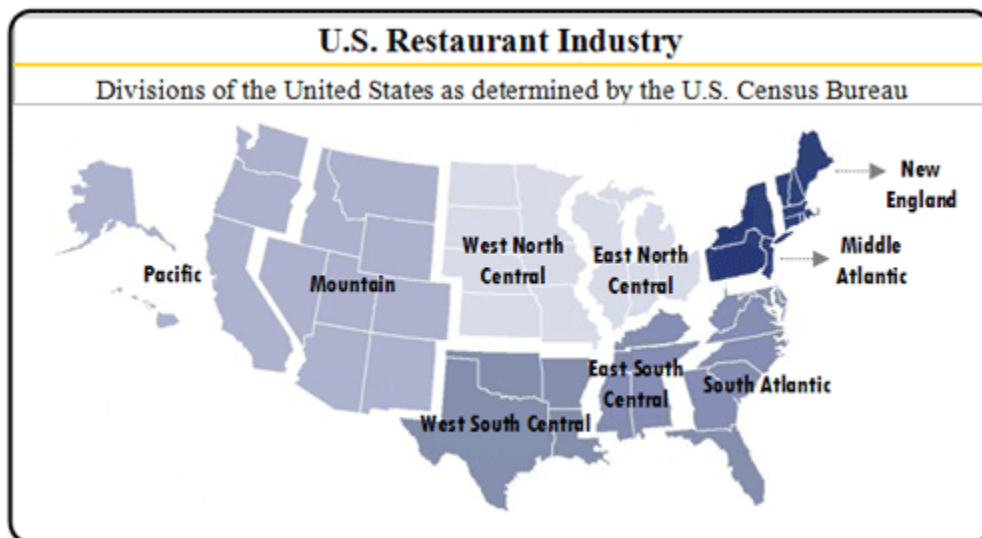 U.S. Restaurant Industry
Divisions of the United States as determined by the U.S. Census Bureau
New
England
Middle
Atlantic
Pacific
Mountain
West North
Central
East North
Central
East South
Central
South Atlantic
West South Central